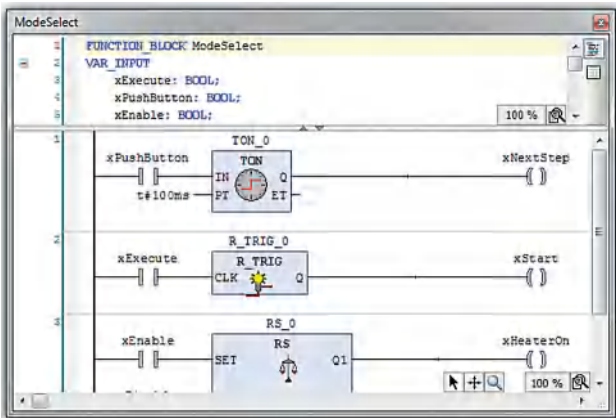 ModeSelect
1 FUNCTION_BLOCK ModeSelect
2 VAR_INPUT
3 xExecute: BOOL;
4 xPushButton: BOOL;
5 xEnable: BOOL;
100 %
1
TON_0
xPushButton TON xNextStep
IN Q
t#100ms PT ET
2
R_TRIG_0
xExecute R_TRIG xStart
CLK Q
3
RS_0
xEnable RS xHeaterOn
SET Q1
100 %